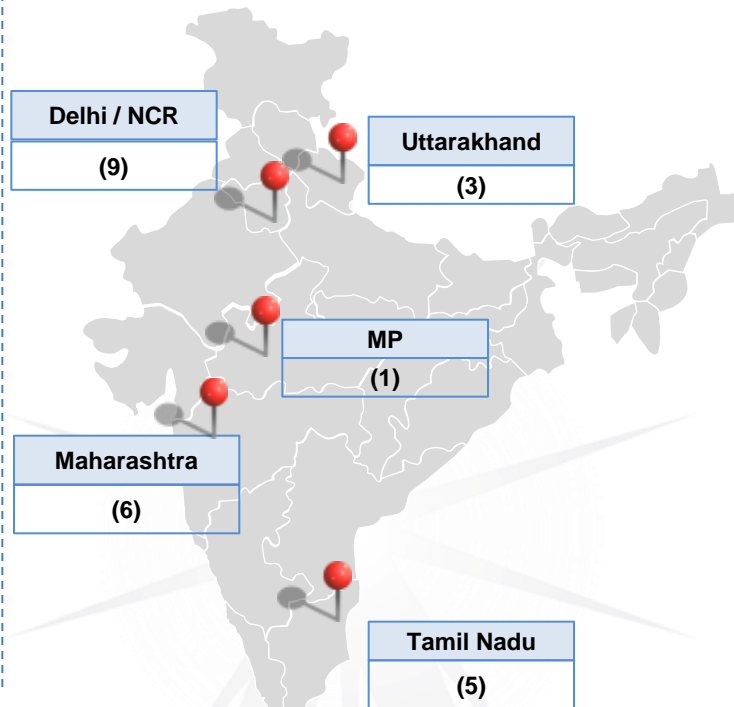 Delhi / NCR
(9)
Uttarakhand
(3)
MP
(1)
Maharashtra
(6)
Tamil Nadu
(5)